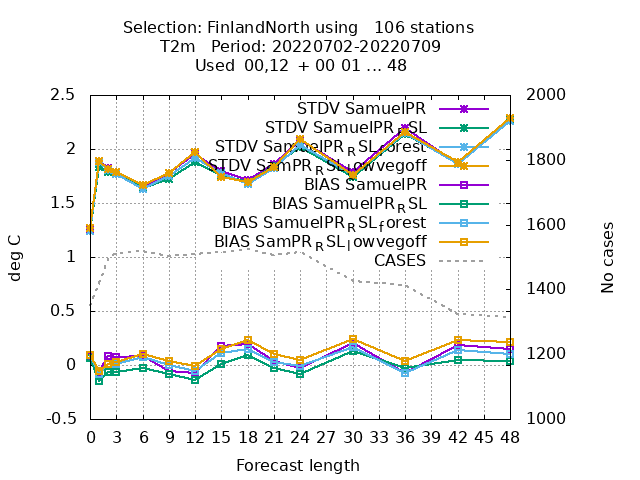 Selection: FinlandNorth using   106 stations
T2m   Period: 20220702-20220709
Used  00,12  + 00 01 ... 48
2.5
2
1.5
1
0.5
0
-0.5
deg C
2000
1800
1600
1400
1200
1000
No cases
STDV SamuelPR
STDV SamuelPR_RSL
STDV SamuelPR_RSL_forest
STDV SamPR_RSL_lowvegoff
BIAS SamuelPR
BIAS SamuelPR_RSL
BIAS SamuelPR_RSL_forest
BIAS SamPR_RSL_lowvegoff
CASES
0 3 6 9 12 15 18 21 24 27 30 33 36 39 42 45 48
Forecast length